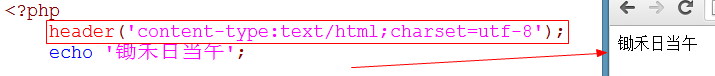 <?php
header('content-type:text/html;charset=utf-8');
echo '锄禾日当午';
锄禾日当午